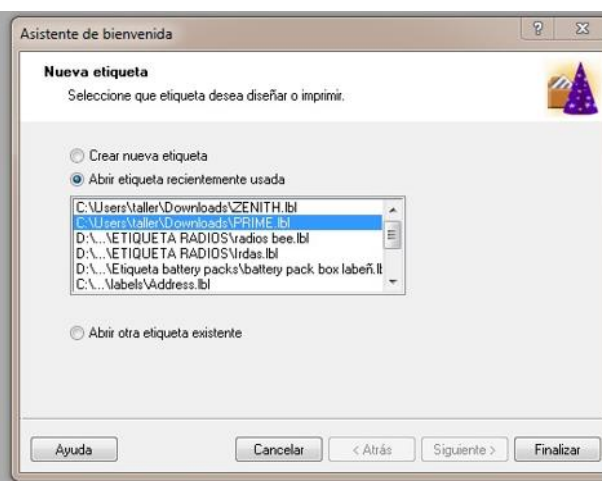 Asistente de bienvenida
Nueva etiqueta
Seleccione que etiqueta desea diseñar o imprimir.
Crear nueva etiqueta
Abrir etiqueta recientemente usada
C:\Users\taller\Downloads\ZENITH.lbl
C:\Users\taller\Downloads\PRIME.lbl
D:\...\ETIQUETA RADIOS\radios bee.lbl
D:\...\ETIQUETA RADIOS\Irdas.lbl
D:\...\Etiqueta battery packs\battery pack box labeñ.lb
C:\...\labels\Address.lbl
Abrir otra etiqueta existente
Ayuda Cancelar < Atrás Siguiente > Finalizar